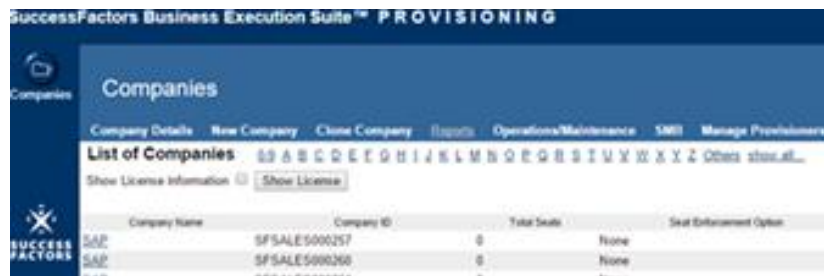 SuccessFactors Business Execution Suite™ PROVISIONING
Companies
Companies
Company Details New Company Clone Company Reports Operations/Maintenance SMII Manage Provisioners
List of Companies 0-9 A B C D E F G H I J K L M N O P Q R S T U V W X Y Z Others show all...
Show License Information Show License
Company Name Company ID Total Seats Seat Enforcement Option
SAP SFSALES000257 0 None
SAP SFSALES000260 0 None
SUCCESS
FACTORS